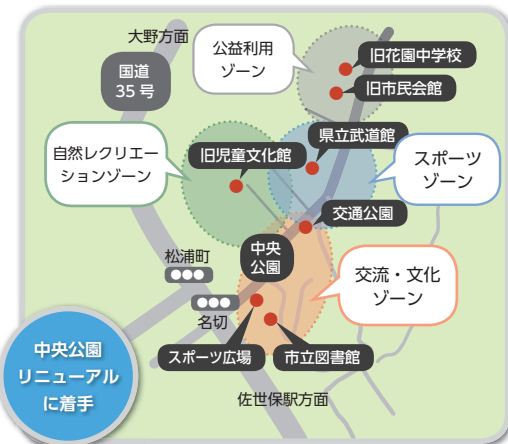 大野方面
国道
35 号
公益利用
ゾーン
旧花園中学校
旧市民会館
自然レクリエー
ションゾーン
旧児童文化館
県立武道館
スポーツ
ゾーン
交通公園
中央
公園
松浦町
名切
交流・文化
ゾーン
スポーツ広場
市立図書館
中央公園
リニューアル
に着手
佐世保駅方面